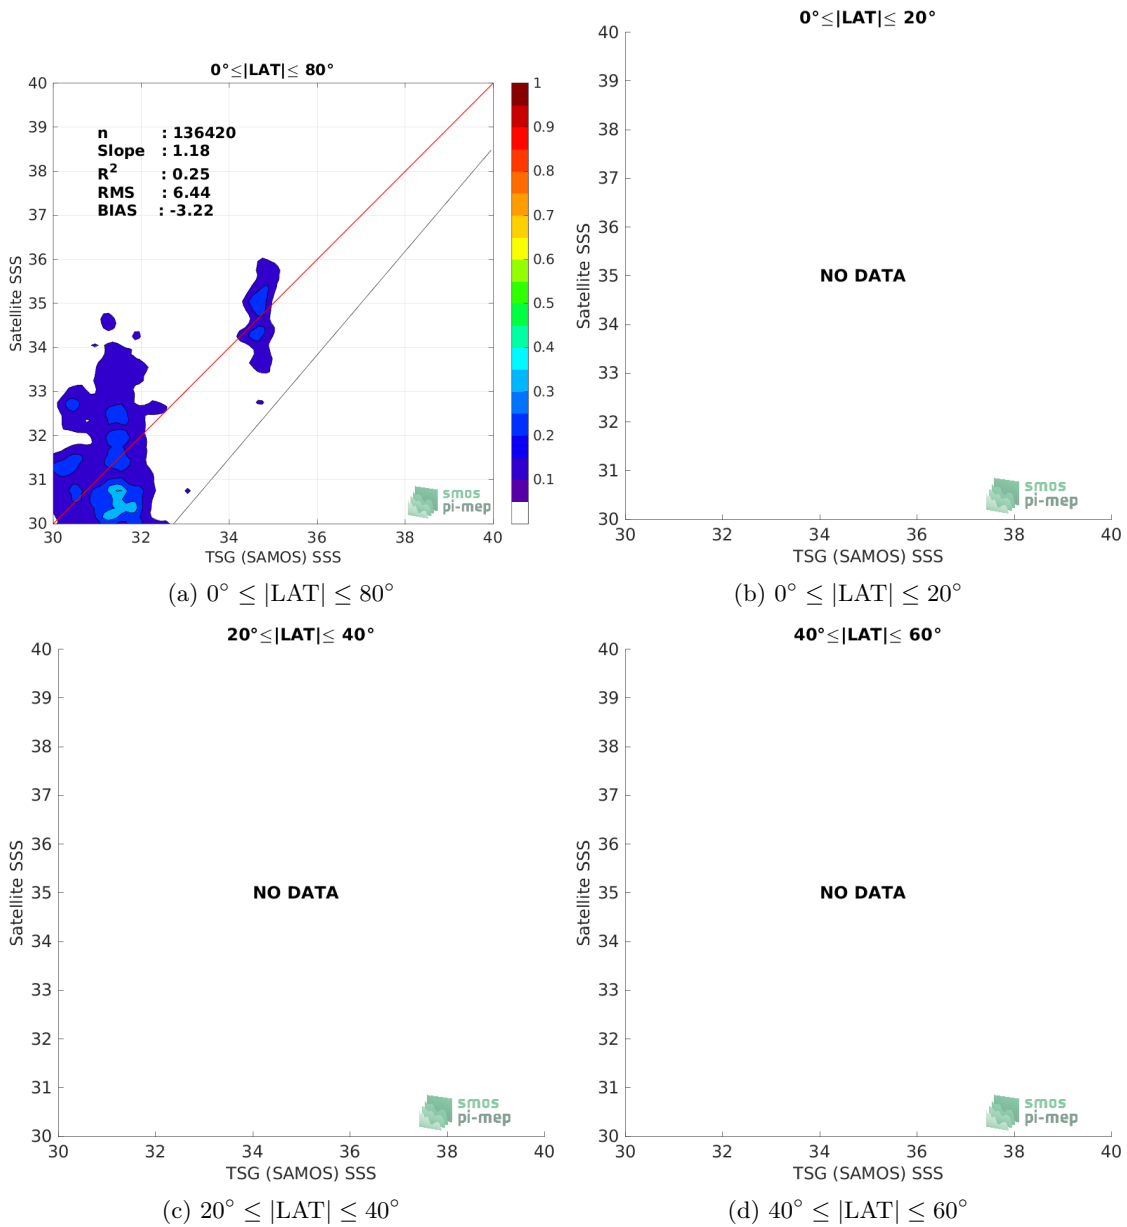 0°≤|LAT|≤ 80°
40
39
38
37
36
35
34
33
32
31
30
Satellite SSS
n : 136420
Slope : 1.18
R2 : 0.25
RMS : 6.44
BIAS : -3.22
smos
pi-mep
30 32 34 36 38 40
TSG (SAMOS) SSS
1
0.9
0.8
0.7
0.6
0.5
0.4
0.3
0.2
0.1
(a) 0° ≤ |LAT| ≤ 80°
0°≤|LAT|≤ 20°
40
39
38
37
36
35
34
33
32
31
30
Satellite SSS
NO DATA
smos
pi-mep
30 32 34 36 38 40
TSG (SAMOS) SSS
(b) 0° ≤ |LAT| ≤ 20°
20°≤|LAT|≤ 40°
40
39
38
37
36
35
34
33
32
31
30
Satellite SSS
NO DATA
smos
pi-mep
30 32 34 36 38 40
TSG (SAMOS) SSS
(c) 20° ≤ |LAT| ≤ 40°
40°≤|LAT|≤ 60°
40
39
38
37
36
35
34
33
32
31
30
Satellite SSS
NO DATA
smos
pi-mep
30 32 34 36 38 40
TSG (SAMOS) SSS
(d) 40° ≤ |LAT| ≤ 60°